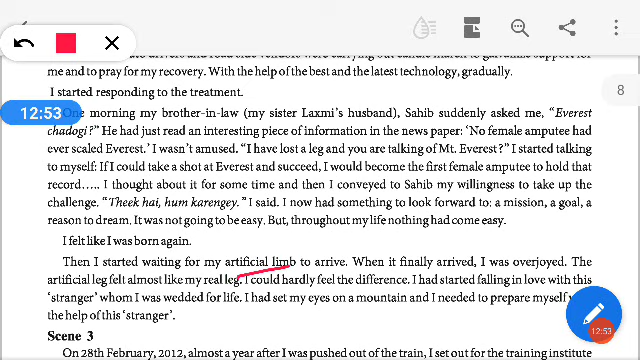 me and to pray for my recovery. With the help of the best and the latest technology, gradually.
I started responding to the treatment.
8
12:53
One morning my brother-in-law (my sister Laxmi's husband), Sahib suddenly asked me, "Everest
chadogi?" He had just read an interesting piece of information in the news paper: 'No female amputee had
ever scaled Everest.' I wasn't amused. "I have lost a leg and you are talking of Mt. Everest?" I started talking
to myself: If I could take a shot at Everest and succeed, I would become the first female amputee to hold that
record..... I thought about it for some time and then I conveyed to Sahib my willingness to take up the
challenge. "Theek hai, hum karengey." I said. I now had something to look forward to: a mission, a goal, a
reason to dream. It was not going to be easy. But, throughout my life nothing had come easy.
I felt like I was born again.
Then I started waiting for my artificial limb to arrive. When it finally arrived, I was overjoyed. The
artificial leg felt almost like my real leg. I could hardly feel the difference. I had started falling in love with this
'stranger' whom I was wedded for life. I had set my eyes on a mountain and I needed to prepare myself
the help of this 'stranger'.
12:53
Scene 3
On 28th February, 2012, almost a year after I was pushed out of the train, I set out for the training institute